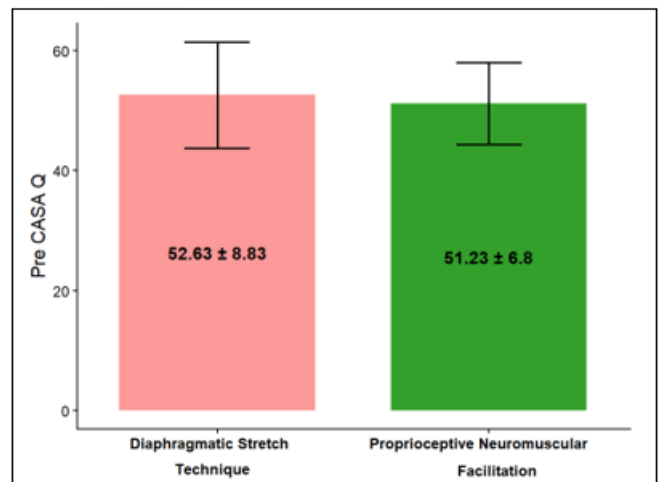 60
40
20
0
Pre CASA Q
52.63 ± 8.83
51.23 ± 6.8
Diaphragmatic Stretch
Technique
Proprioceptive Neuromuscular
Facilitation